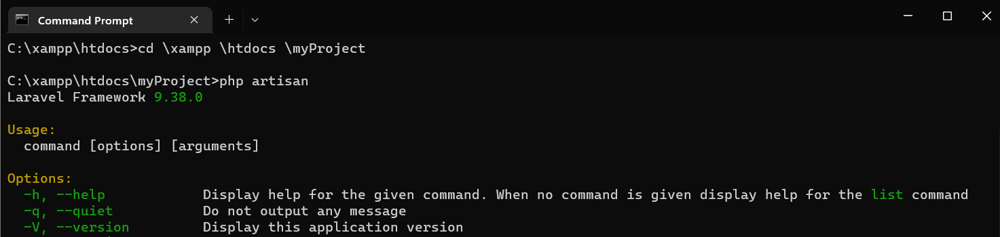 Command Prompt
C:\xampp\htdocs>cd \xampp \htdocs \myProject
C:\xampp\htdocs\myProject>php artisan
Laravel Framework 9.38.0
Usage:
command [options] [arguments]
Options:
-h, --help Display help for the given command. When no command is given display help for the list command
-q, --quiet Do not output any message
-V, --version Display this application version